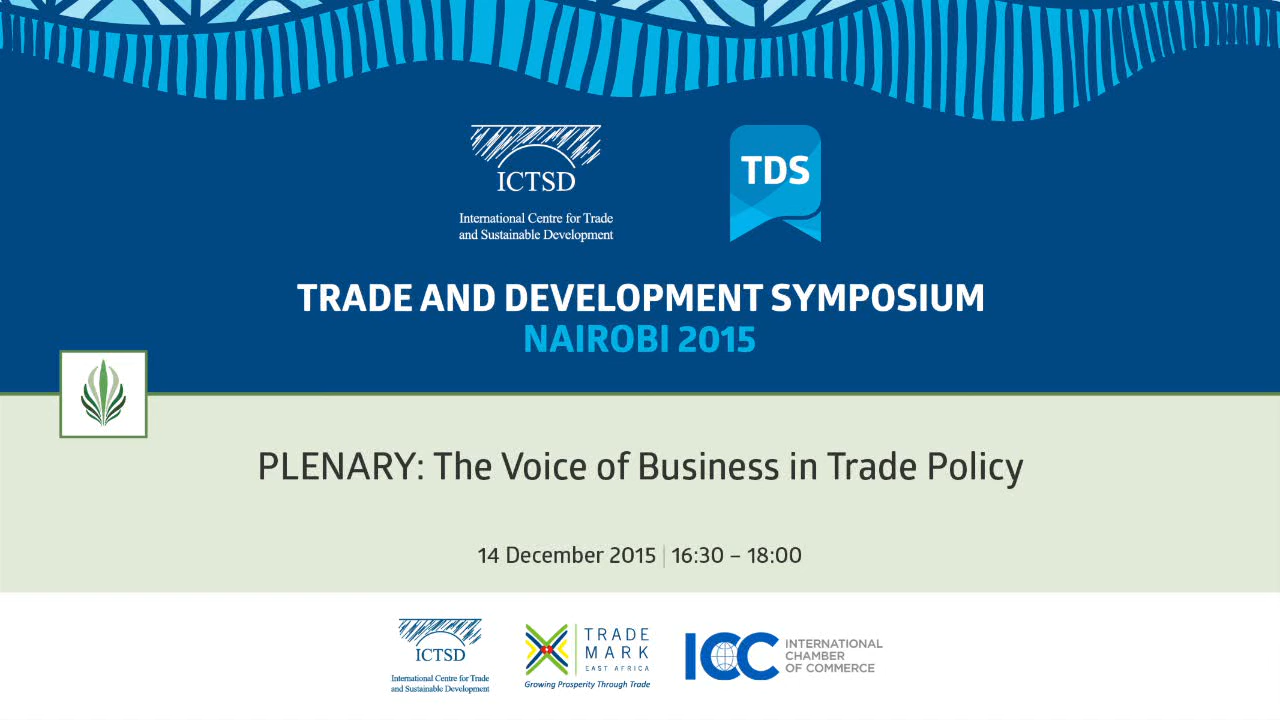 ICTSD
International Centre for Trade
and Sustainable Development
TDS
TRADE AND DEVELOPMENT SYMPOSIUM
NAIROBI 2015
PLENARY: The Voice of Business in Trade Policy
14 December 2015 | 16:30 – 18:00
ICTSD
International Centre for Trade
and Sustainable Development
TRADE
MARK
EAST AFRICA
Growing Prosperity Through Trade
ICC
INTERNATIONAL
CHAMBER
OF COMMERCE